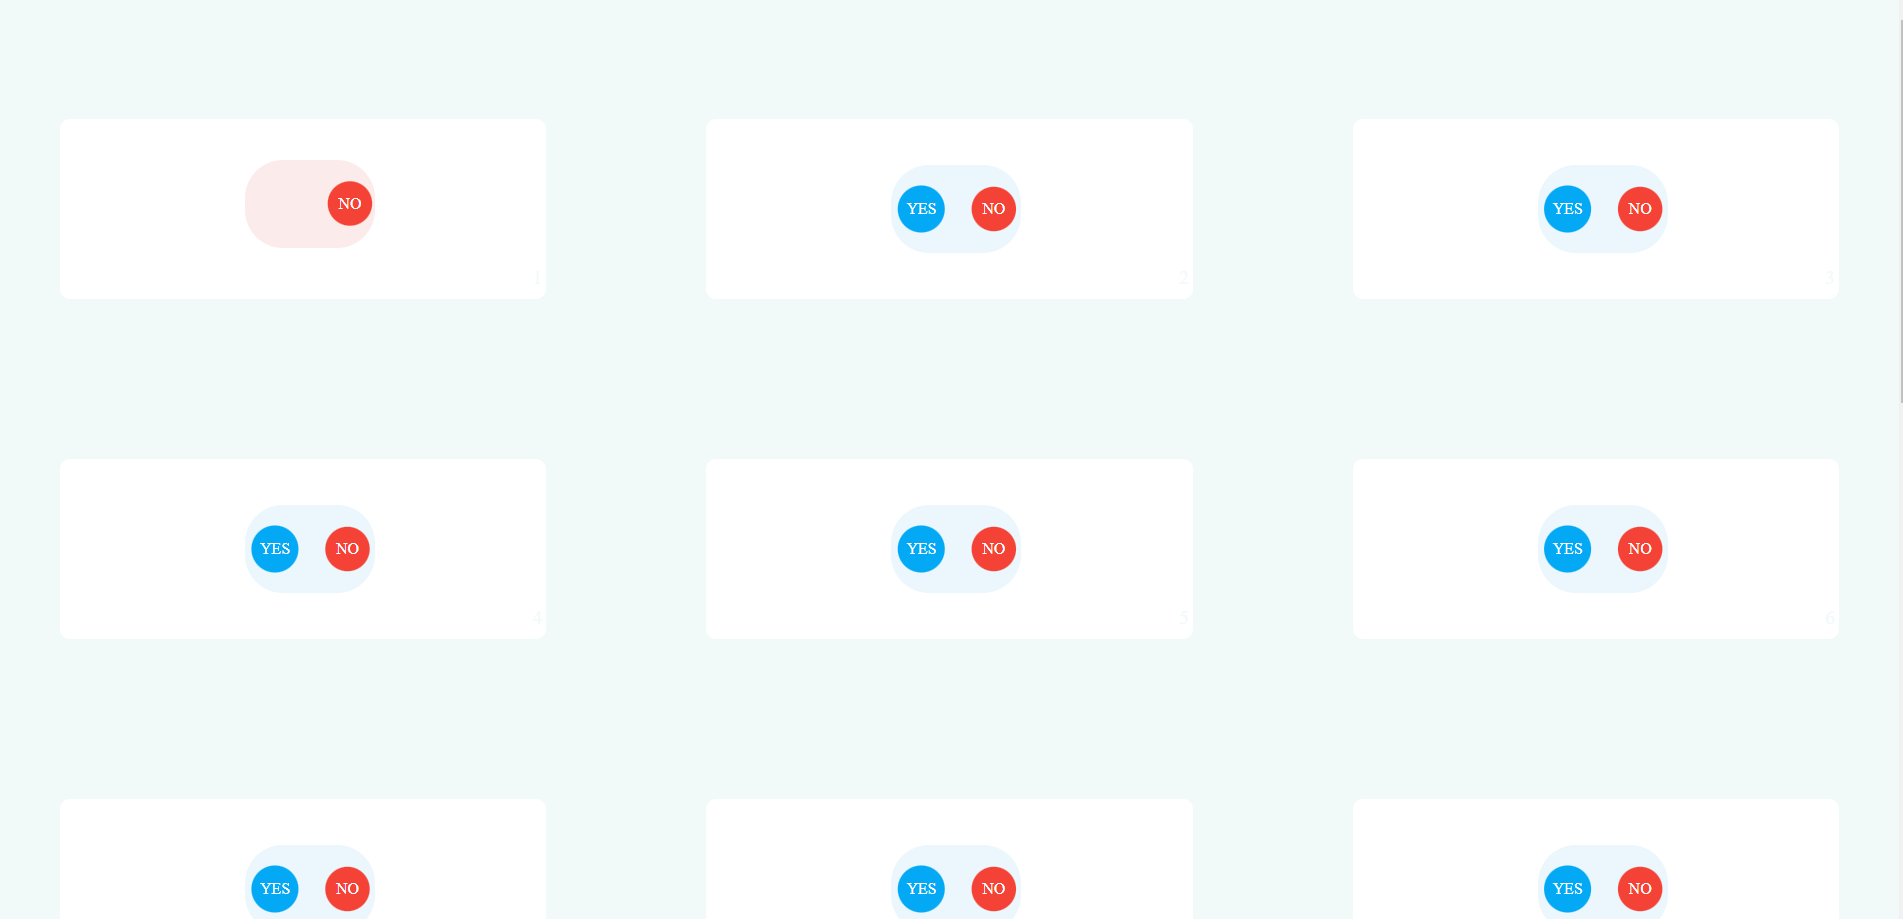 NO
1
YES NO
2
YES NO
3
YES NO
4
YES NO
5
YES NO
6
YES NO
YES NO
YES NO